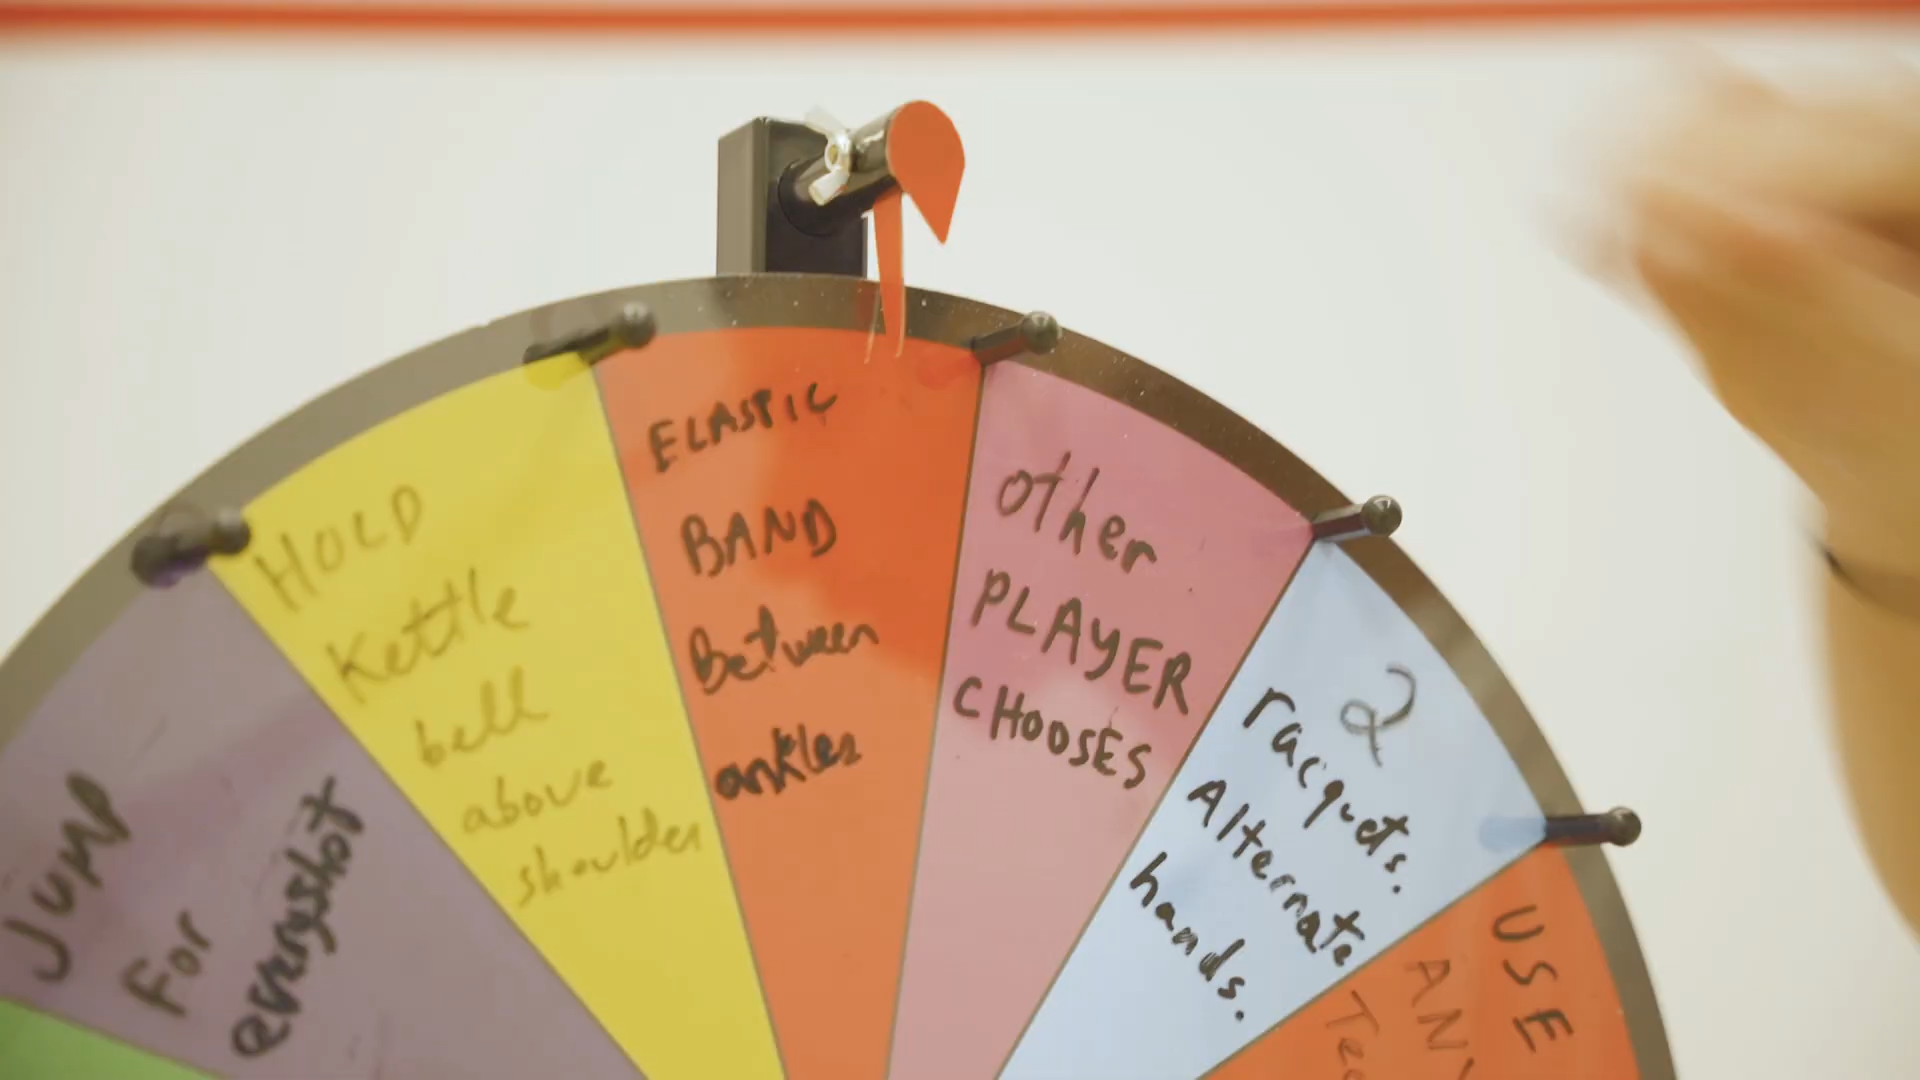 JUMP
For
everyshot
HOLD
Kettle
bell
above
shoulder
ELASTIC
BAND
Between
ankles
other
PLAYER
CHOOSES
2
racquets.
Alternate
hands.
USE